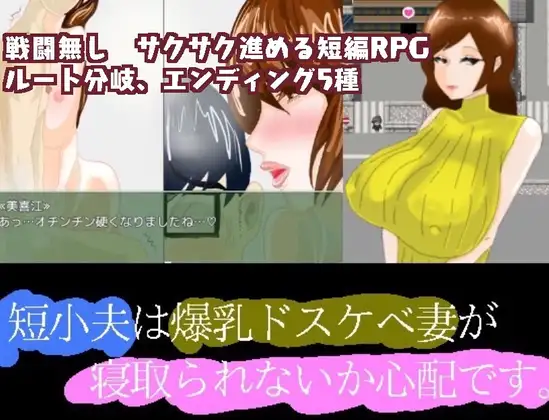 戦闘無し　サクサク進める短編RPG
ルート分岐、エンディング5種
«美喜江»
あっ…オチンチン硬くなりましたね…♡
短小夫は爆乳ドスケベ妻が
寝取られないか心配です。